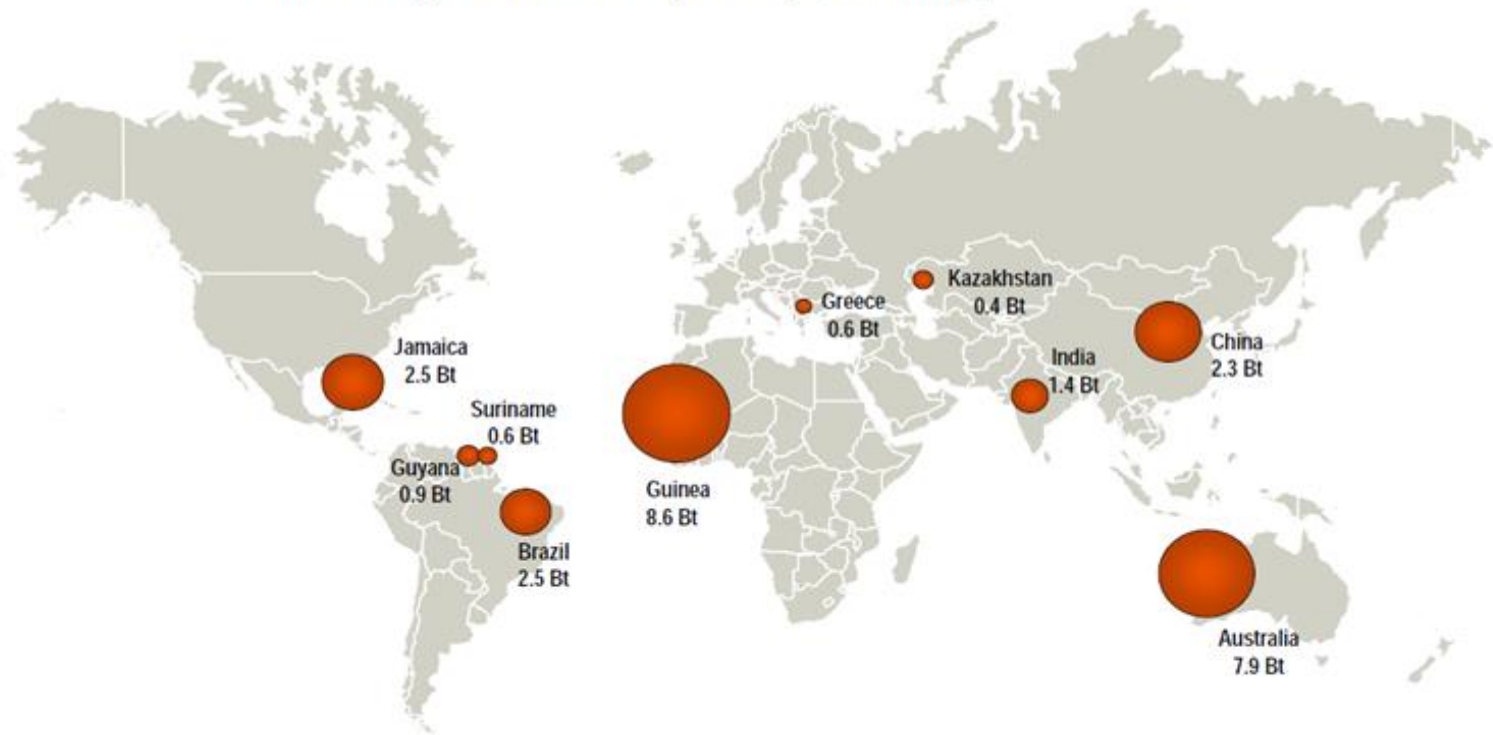 Kazakhstan
0.4 Bt
Greece
0.6 Bt
China
2.3 Bt
Jamaica
2.5 Bt
India
1.4 Bt
Suriname
0.6 Bt
Guyana
0.9 Bt
Guinea
8.6 Bt
Brazil
2.5 Bt
Australia
7.9 Bt